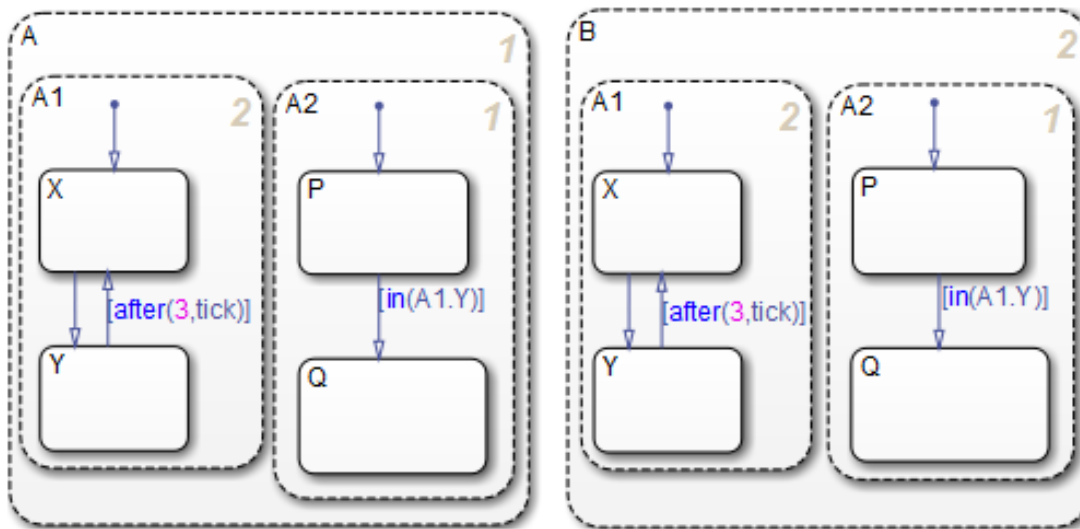 A
1
A1
2
X
[after(3,tick)]
Y
A2
1
P
[in(A1.Y)]
Q
B
2
A1
2
X
[after(3,tick)]
Y
A2
1
P
[in(A1.Y)]
Q